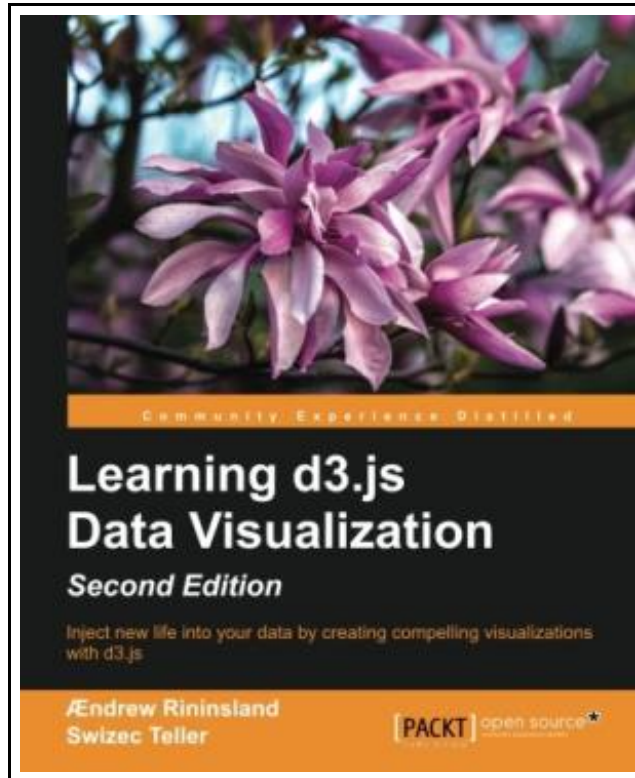 Community Experience Distilled
Learning d3.js
Data Visualization
Second Edition
Inject new life into your data by creating compelling visualizations
with d3.js
Ændrew Rininsland
Swizec Teller
[PACKT] open source*